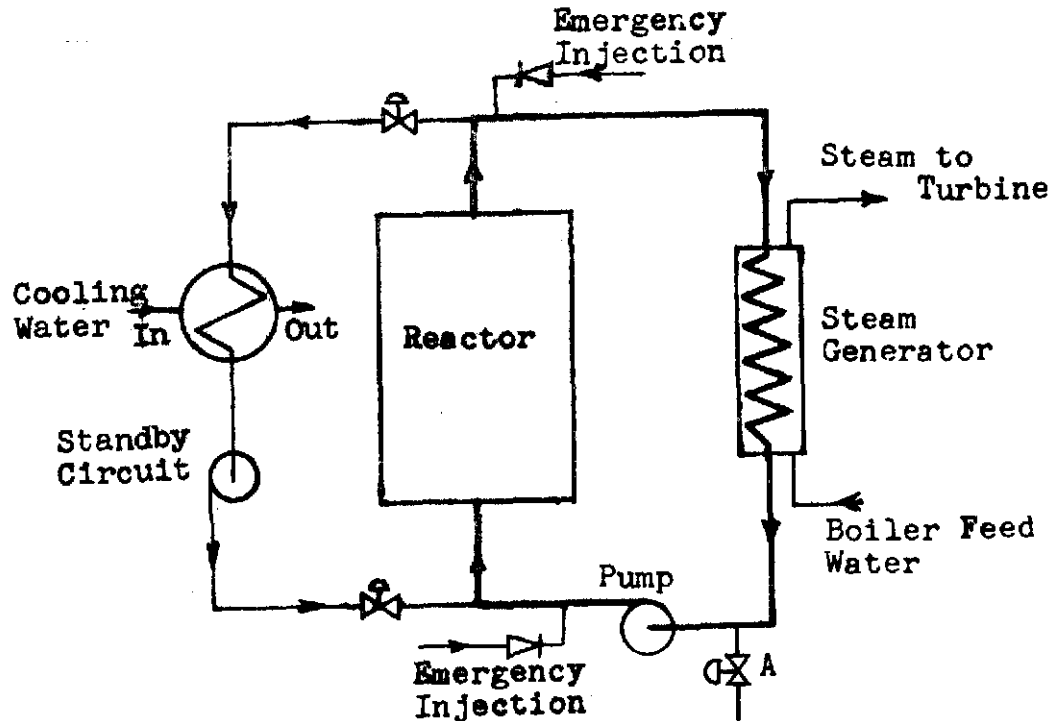 Emergency
Injection
Steam to
Turbine
Cooling
Water In
Out
Reactor
Steam
Generator
Standby
Circuit
Boiler Feed
Water
Pump
A
Emergency
Injection